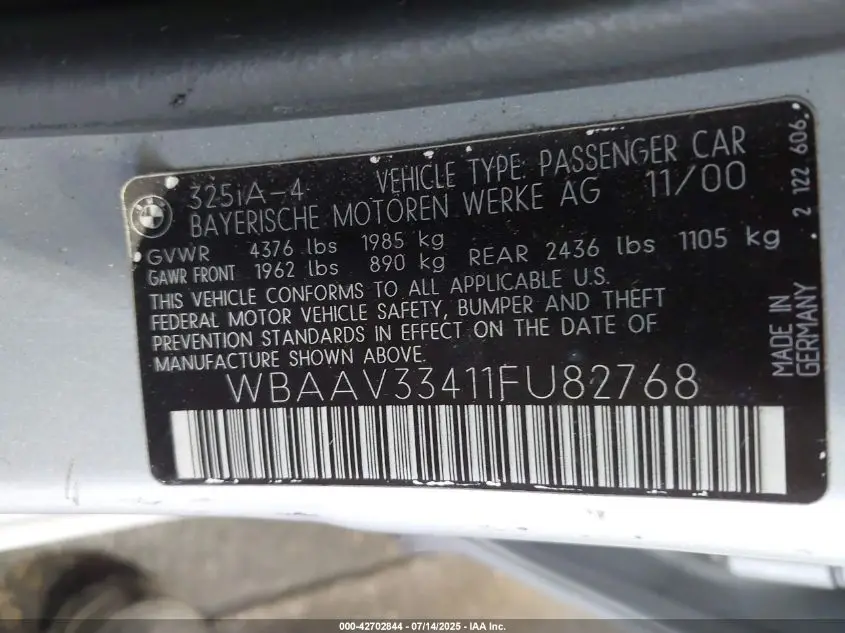 325iA-4 VEHICLE TYPE: PASSENGER CAR
BAYERISCHE MOTOREN WERKE AG 11/00
GVWR 4376 lbs 1985 kg
GAWR FRONT 1962 lbs 890 kg REAR 2436 lbs 1105 kg
THIS VEHICLE CONFORMS TO ALL APPLICABLE U.S.
FEDERAL MOTOR VEHICLE SAFETY, BUMPER AND THEFT
PREVENTION STANDARDS IN EFFECT ON THE DATE OF
MANUFACTURE SHOWN ABOVE.
WBAAV33411FU82768
2 122 606
MADE IN
GERMANY
000-42702844 / 07/14/2025 - IAA Inc.